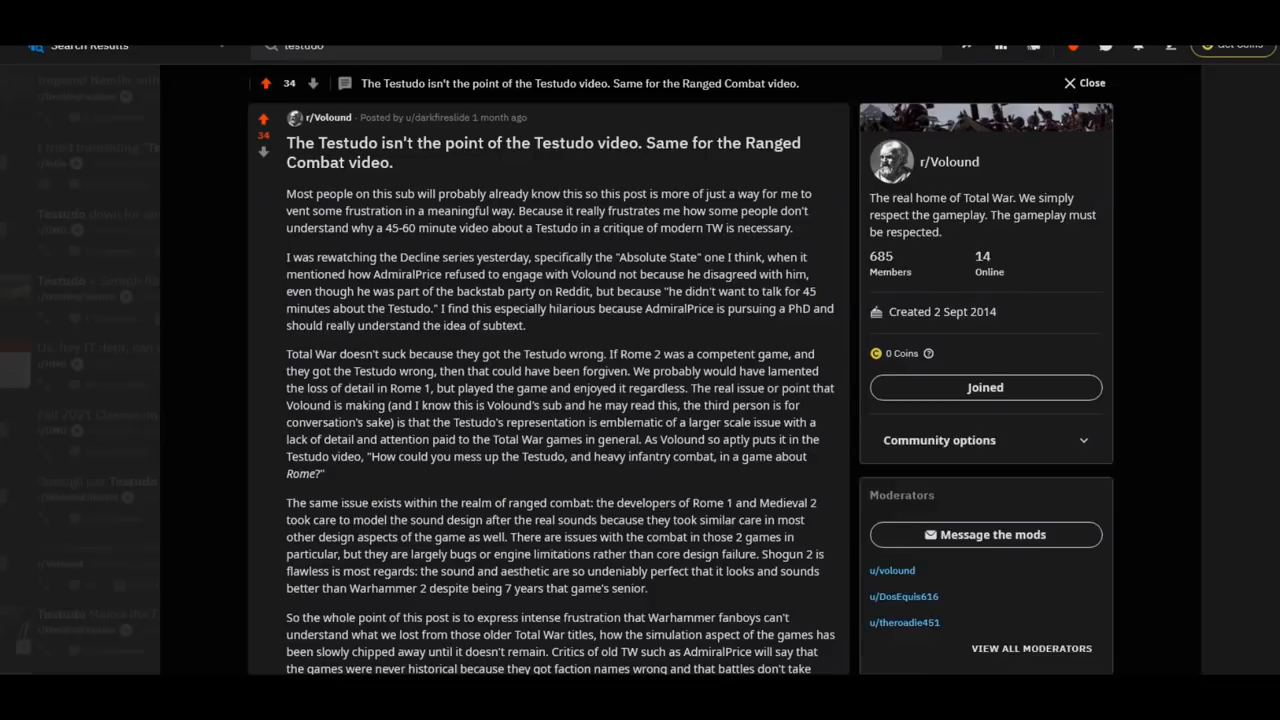 Search Results
testudo
Get Coins
34
The Testudo isn't the point of the Testudo video. Same for the Ranged Combat video.
Close
r/Volound · Posted by u/darkfireslide 1 month ago
34
The Testudo isn't the point of the Testudo video. Same for the Ranged
Combat video.
Most people on this sub will probably already know this so this post is more of just a way for me to
vent some frustration in a meaningful way. Because it really frustrates me how some people don't
understand why a 45-60 minute video about a Testudo in a critique of modern TW is necessary.
I was rewatching the Decline series yesterday, specifically the "Absolute State" one I think, when it
mentioned how AdmiralPrice refused to engage with Volound not because he disagreed with him,
even though he was part of the backstab party on Reddit, but because "he didn't want to talk for 45
minutes about the Testudo." I find this especially hilarious because AdmiralPrice is pursuing a PhD and
should really understand the idea of subtext.
Total War doesn't suck because they got the Testudo wrong. If Rome 2 was a competent game, and
they got the Testudo wrong, then that could have been forgiven. We probably would have lamented
the loss of detail in Rome 1, but played the game and enjoyed it regardless. The real issue or point that
Volound is making (and I know this is Volound's sub and he may read this, the third person is for
conversation's sake) is that the Testudo's representation is emblematic of a larger scale issue with a
lack of detail and attention paid to the Total War games in general. As Volound so aptly puts it in the
Testudo video, "How could you mess up the Testudo, and heavy infantry combat, in a game about
Rome?"
The same issue exists within the realm of ranged combat: the developers of Rome 1 and Medieval 2
took care to model the sound design after the real sounds because they took similar care in most
other design aspects of the game as well. There are issues with the combat in those 2 games in
particular, but they are largely bugs or engine limitations rather than core design failure. Shogun 2 is
flawless is most regards: the sound and aesthetic are so undeniably perfect that it looks and sounds
better than Warhammer 2 despite being 7 years that game's senior.
So the whole point of this post is to express intense frustration that Warhammer fanboys can't
understand what we lost from those older Total War titles, how the simulation aspect of the games has
been slowly chipped away until it doesn't remain. Critics of old TW such as AdmiralPrice will say that
the games were never historical because they got faction names wrong and that battles don't take
r/Volound
The real home of Total War. We simply
respect the gameplay. The gameplay must
be respected.
685
14
Members
Online
Created 2 Sept 2014
0 Coins
Joined
Community options
Moderators
Message the mods
u/volound
u/DosEquis616
u/theroadie451
VIEW ALL MODERATORS